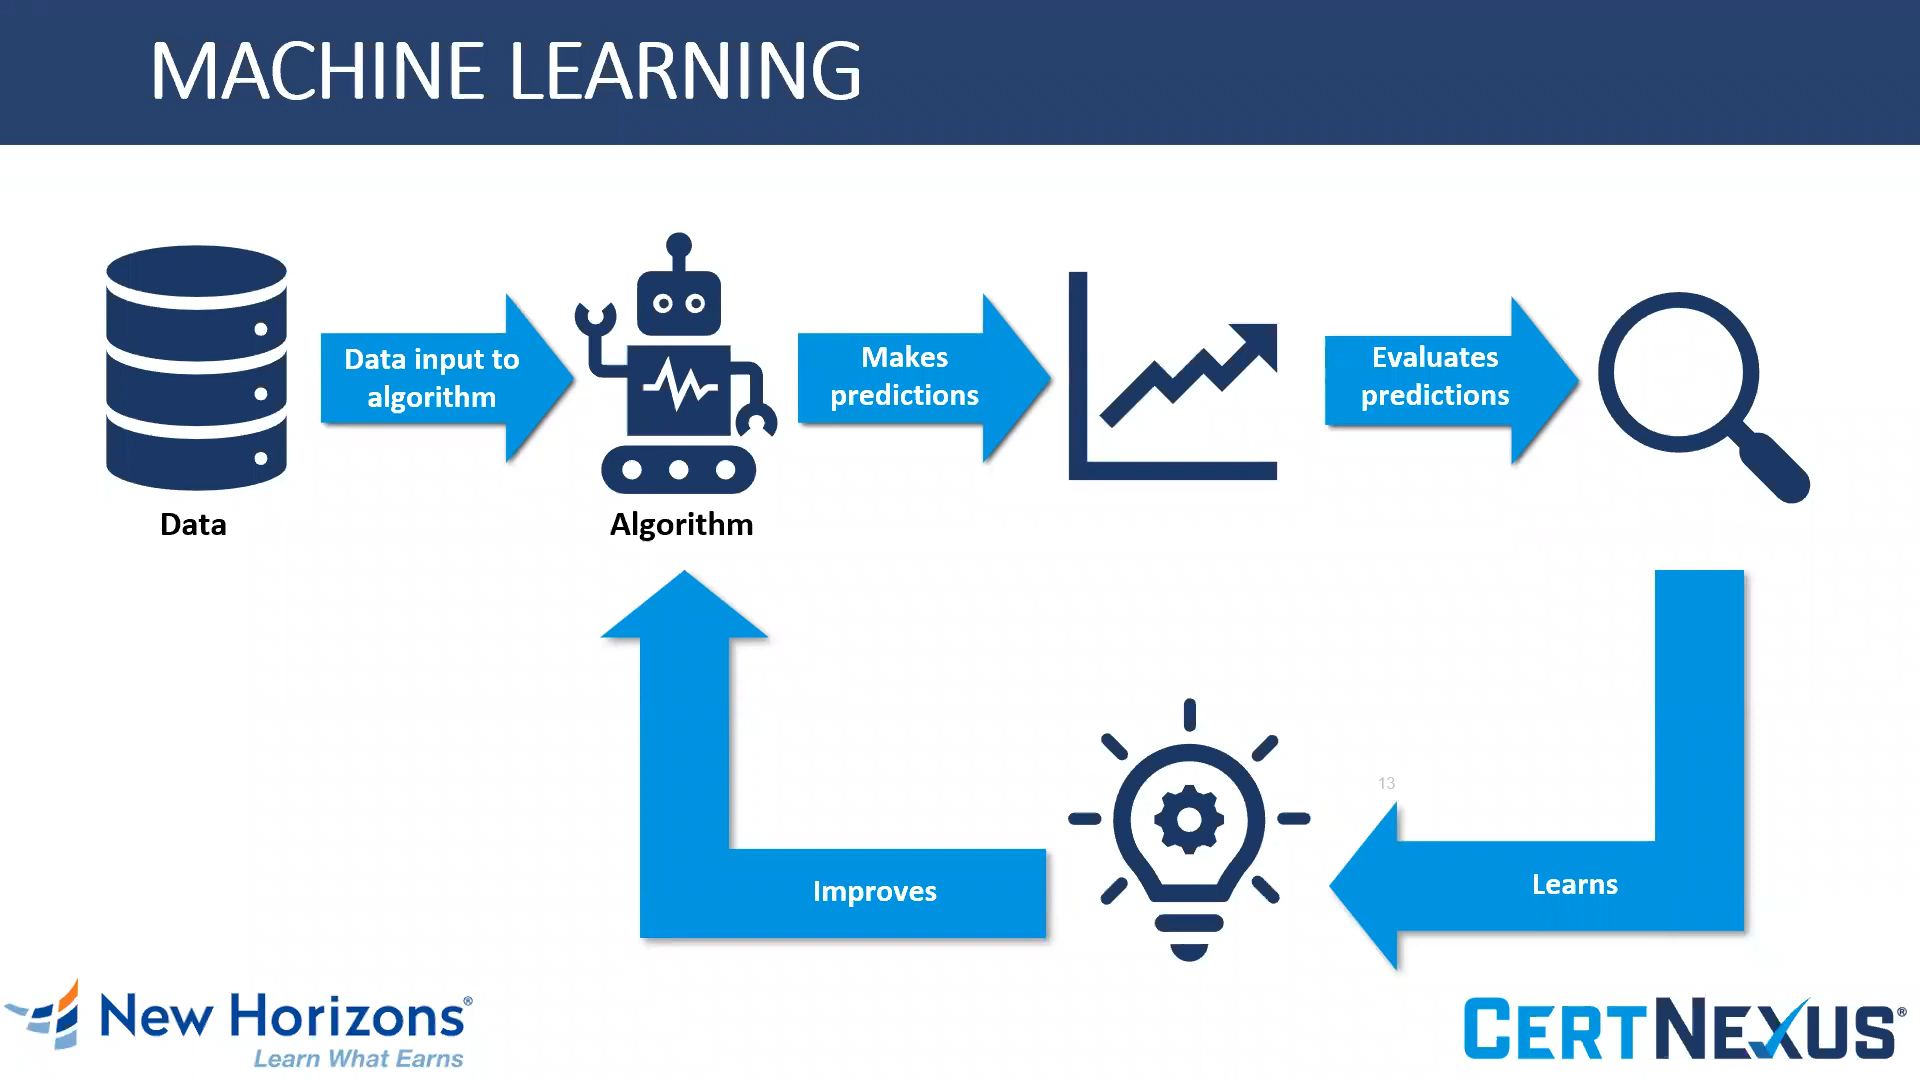 MACHINE LEARNING
Data input to
algorithm
Makes
predictions
Evaluates
predictions
Data
Algorithm
13
Learns
Improves
New Horizons®
Learn What Earns
CERTNEXUS®